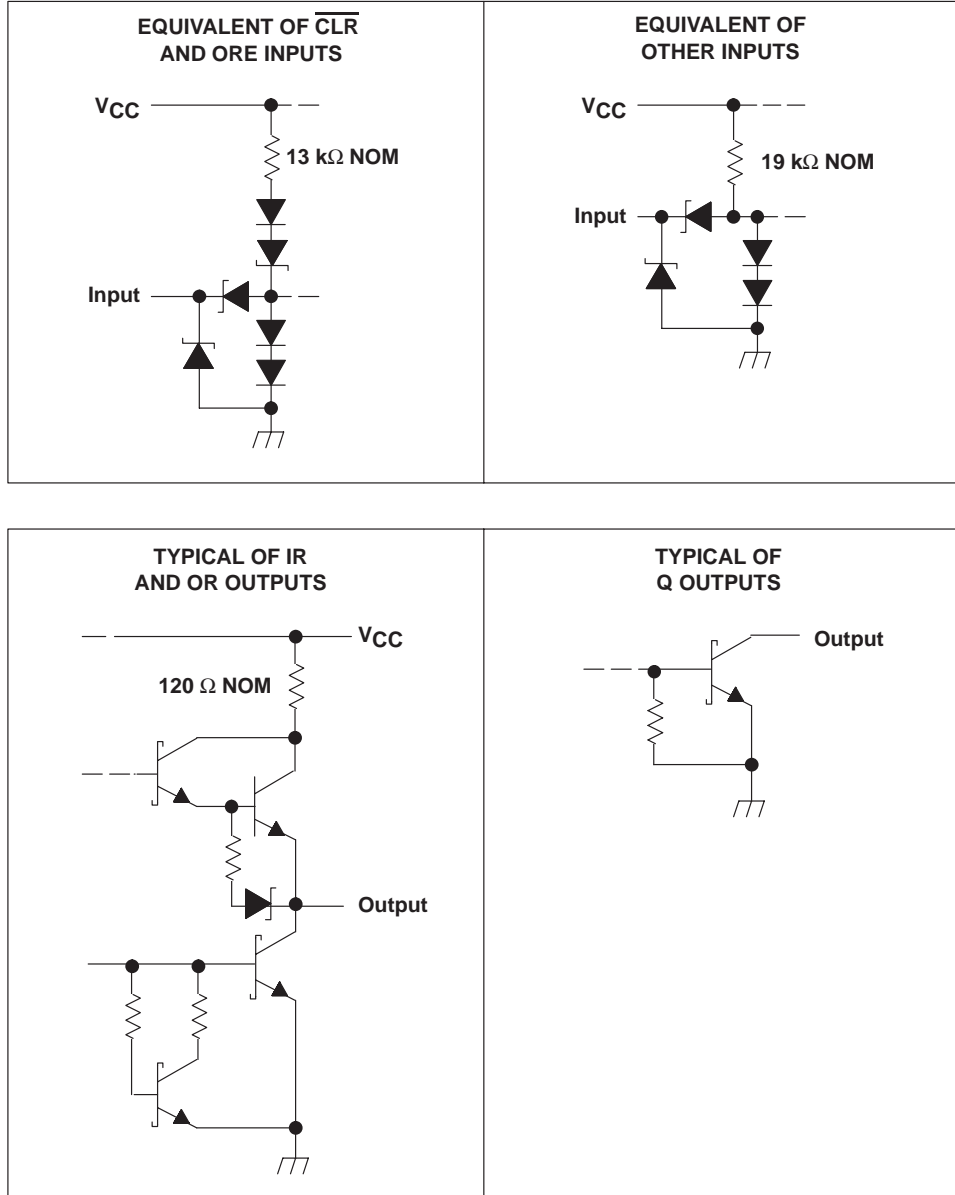 EQUIVALENT OF C̅L̅R̅
AND ORE INPUTS
VCC
13 kΩ NOM
Input
EQUIVALENT OF
OTHER INPUTS
VCC
19 kΩ NOM
Input
TYPICAL OF IR
AND OR OUTPUTS
VCC
120 Ω NOM
Output
TYPICAL OF
Q OUTPUTS
Output